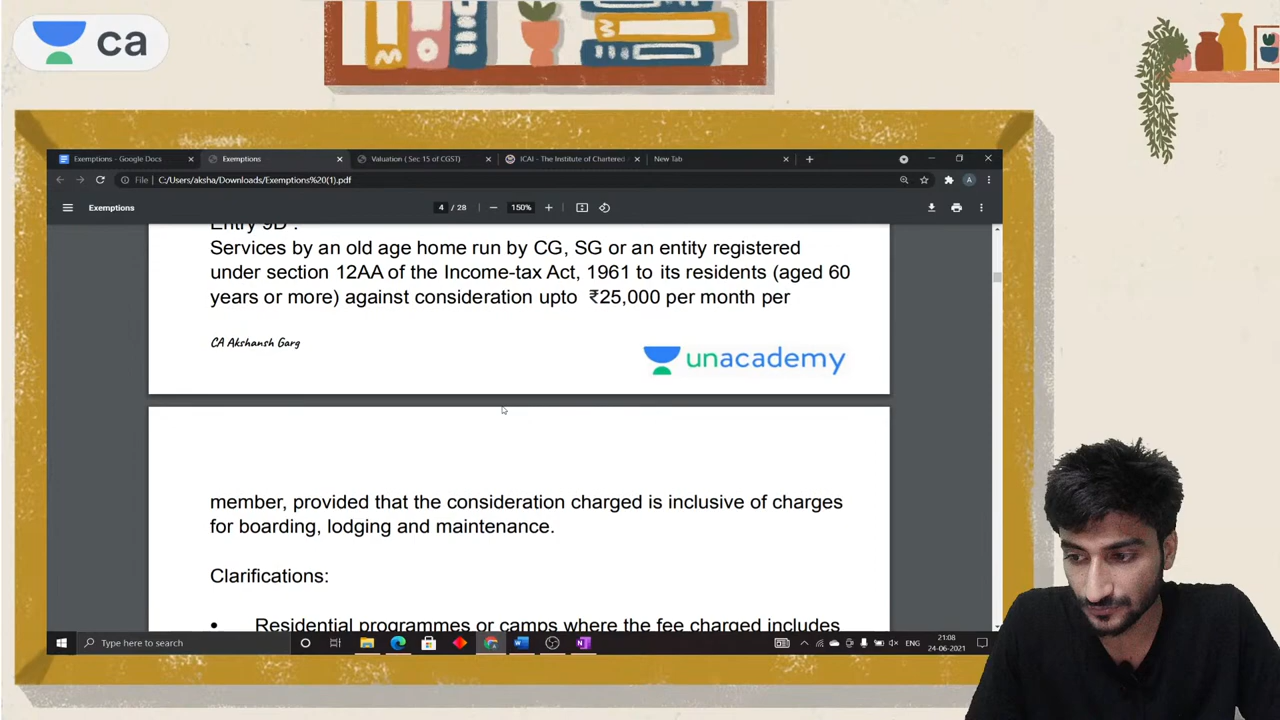 ca
Exemptions - Google Docs
Exemptions
Valuation ( Sec 15 of CGST)
ICAI - The Institute of Chartered
New Tab
File
C:/Users/aksha/Downloads/Exemptions%20(1).pdf
A
Exemptions
4 / 28
150%
Entry 9D :
Services by an old age home run by CG, SG or an entity registered
under section 12AA of the Income-tax Act, 1961 to its residents (aged 60
years or more) against consideration upto ₹25,000 per month per
CA Akshansh Garg
unacademy
member, provided that the consideration charged is inclusive of charges
for boarding, lodging and maintenance.
Clarifications:
• Residential programmes or camps where the fee charged includes
Type here to search
ENG
21:08
24-06-2021